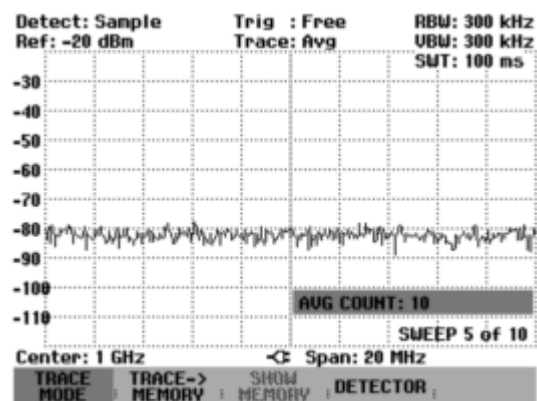 Detect: Sample Trig : Free RBW: 300 kHz
Ref: -20 dBm Trace: Avg VBW: 300 kHz
SWT: 100 ms
-30
-40
-50
-60
-70
-80
-90
-100
-110
AVG COUNT: 10
SWEEP 5 of 10
Center: 1 GHz Span: 20 MHz
TRACE MODE
TRACE-> MEMORY
SHOW MEMORY
DETECTOR